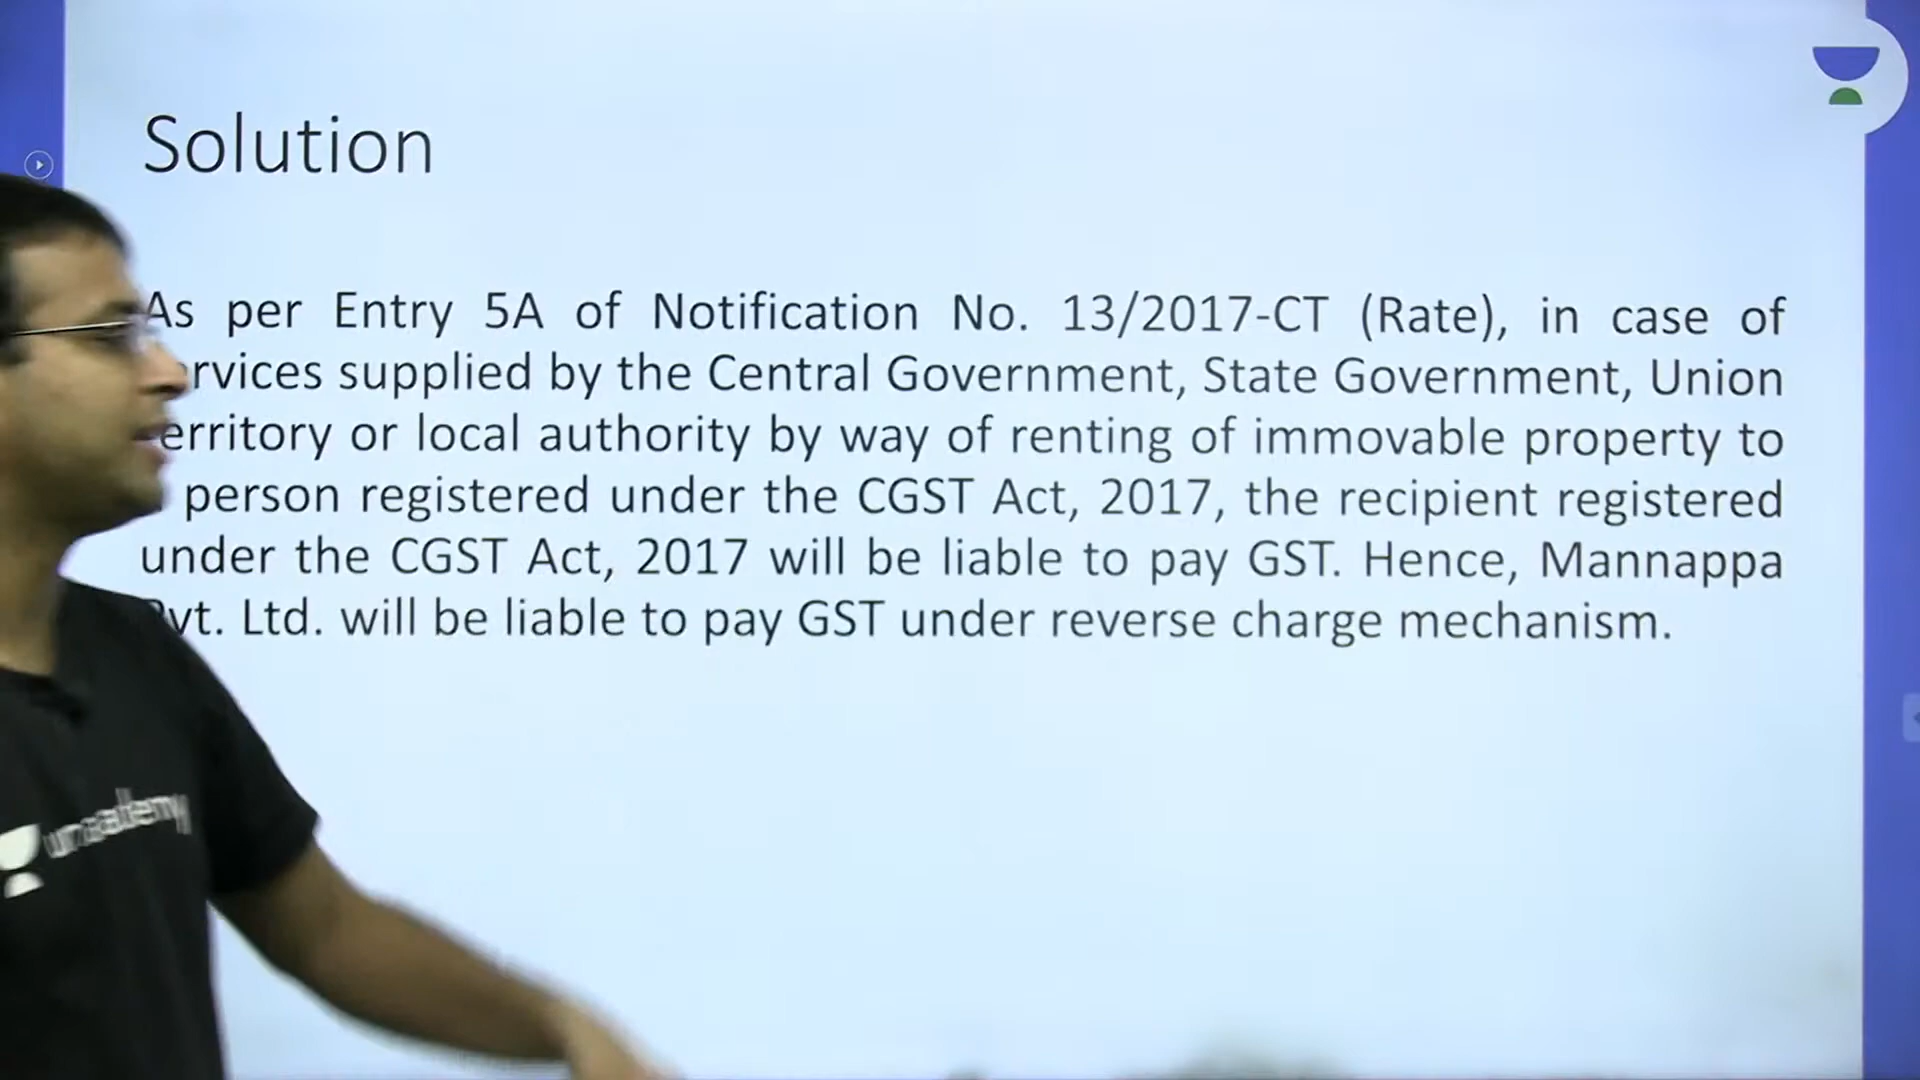 Solution
As per Entry 5A of Notification No. 13/2017-CT (Rate), in case of
rvices supplied by the Central Government, State Government, Union
erritory or local authority by way of renting of immovable property to
person registered under the CGST Act, 2017, the recipient registered
under the CGST Act, 2017 will be liable to pay GST. Hence, Mannappa
vt. Ltd. will be liable to pay GST under reverse charge mechanism.
unacademy